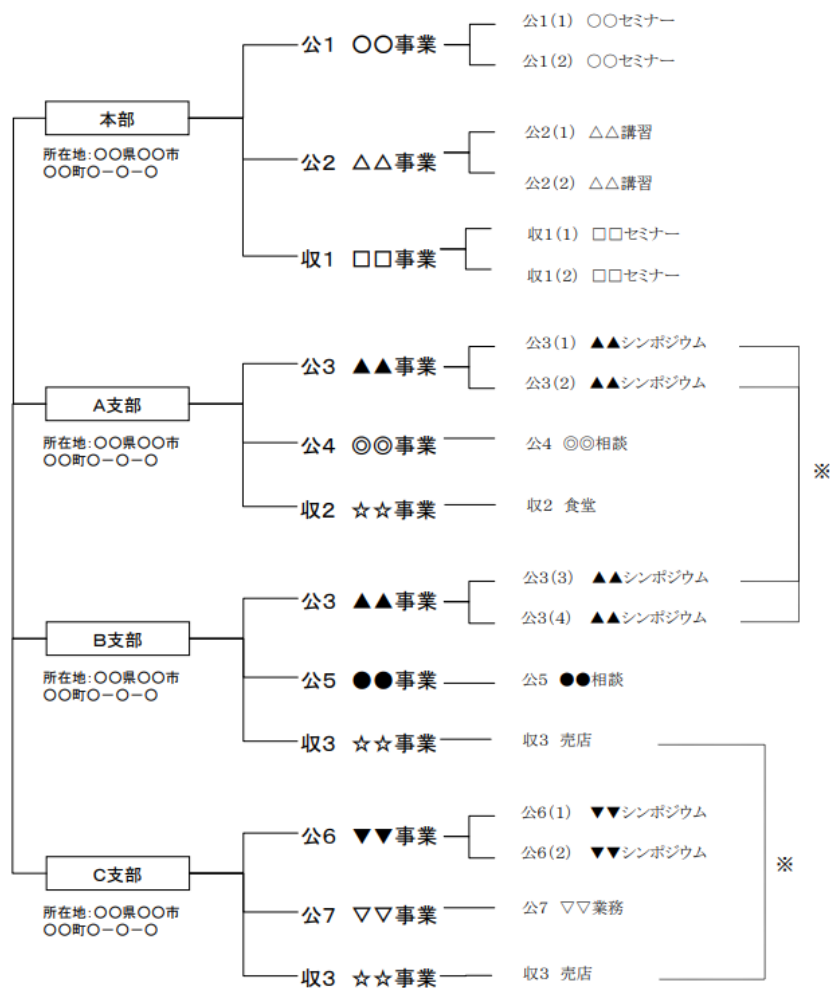 本部
所在地:〇〇県〇〇市
〇〇町〇－〇－〇
公1 〇〇事業
公1(1) 〇〇セミナー
公1(2) 〇〇セミナー
公2 △△事業
公2(1) △△講習
公2(2) △△講習
収1 □□事業
収1(1) □□セミナー
収1(2) □□セミナー
A支部
所在地:〇〇県〇〇市
〇〇町〇－〇－〇
公3 ▲▲事業
公3(1) ▲▲シンポジウム
公3(2) ▲▲シンポジウム
公4 ◎◎事業
公4 ◎◎相談
収2 ☆☆事業
収2 食堂
※
B支部
所在地:〇〇県〇〇市
〇〇町〇－〇－〇
公3 ▲▲事業
公3(3) ▲▲シンポジウム
公3(4) ▲▲シンポジウム
公5 ●●事業
公5 ●●相談
収3 ☆☆事業
収3 売店
C支部
所在地:〇〇県〇〇市
〇〇町〇－〇－〇
公6 ▼▼事業
公6(1) ▼▼シンポジウム
公6(2) ▼▼シンポジウム
※
公7 ▽▽事業
公7 ▽▽業務
収3 ☆☆事業
収3 売店